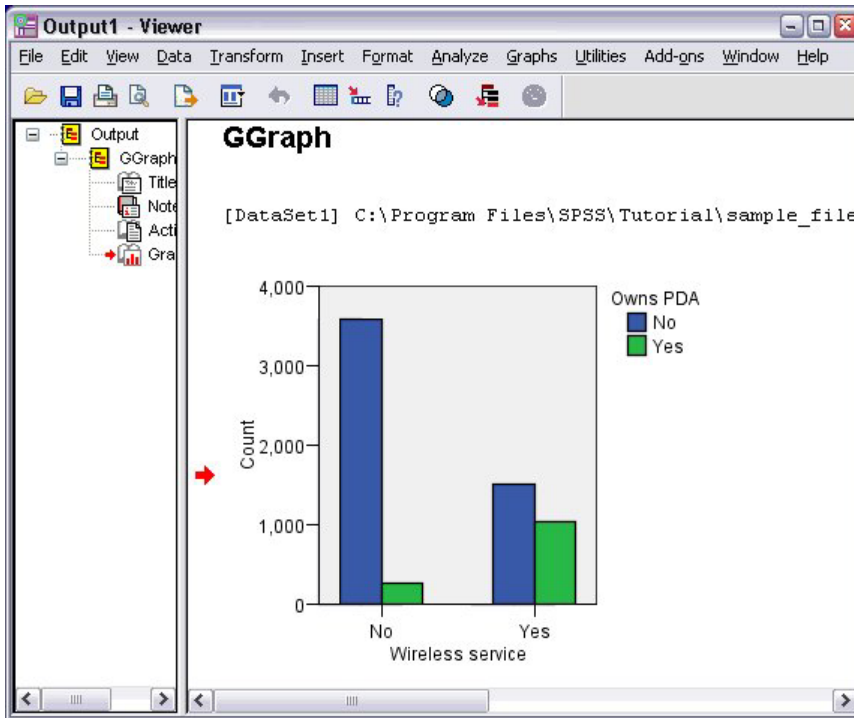 Output1 - Viewer
File Edit View Data Transform Insert Format Analyze Graphs Utilities Add-ons Window Help
Output
GGraph
Title
Note
Acti
Gra
GGraph
[DataSet1] C:\Program Files\SPSS\Tutorial\sample_file
4,000
3,000
2,000
1,000
0
Count
No
Yes
Wireless service
Owns PDA
No
Yes